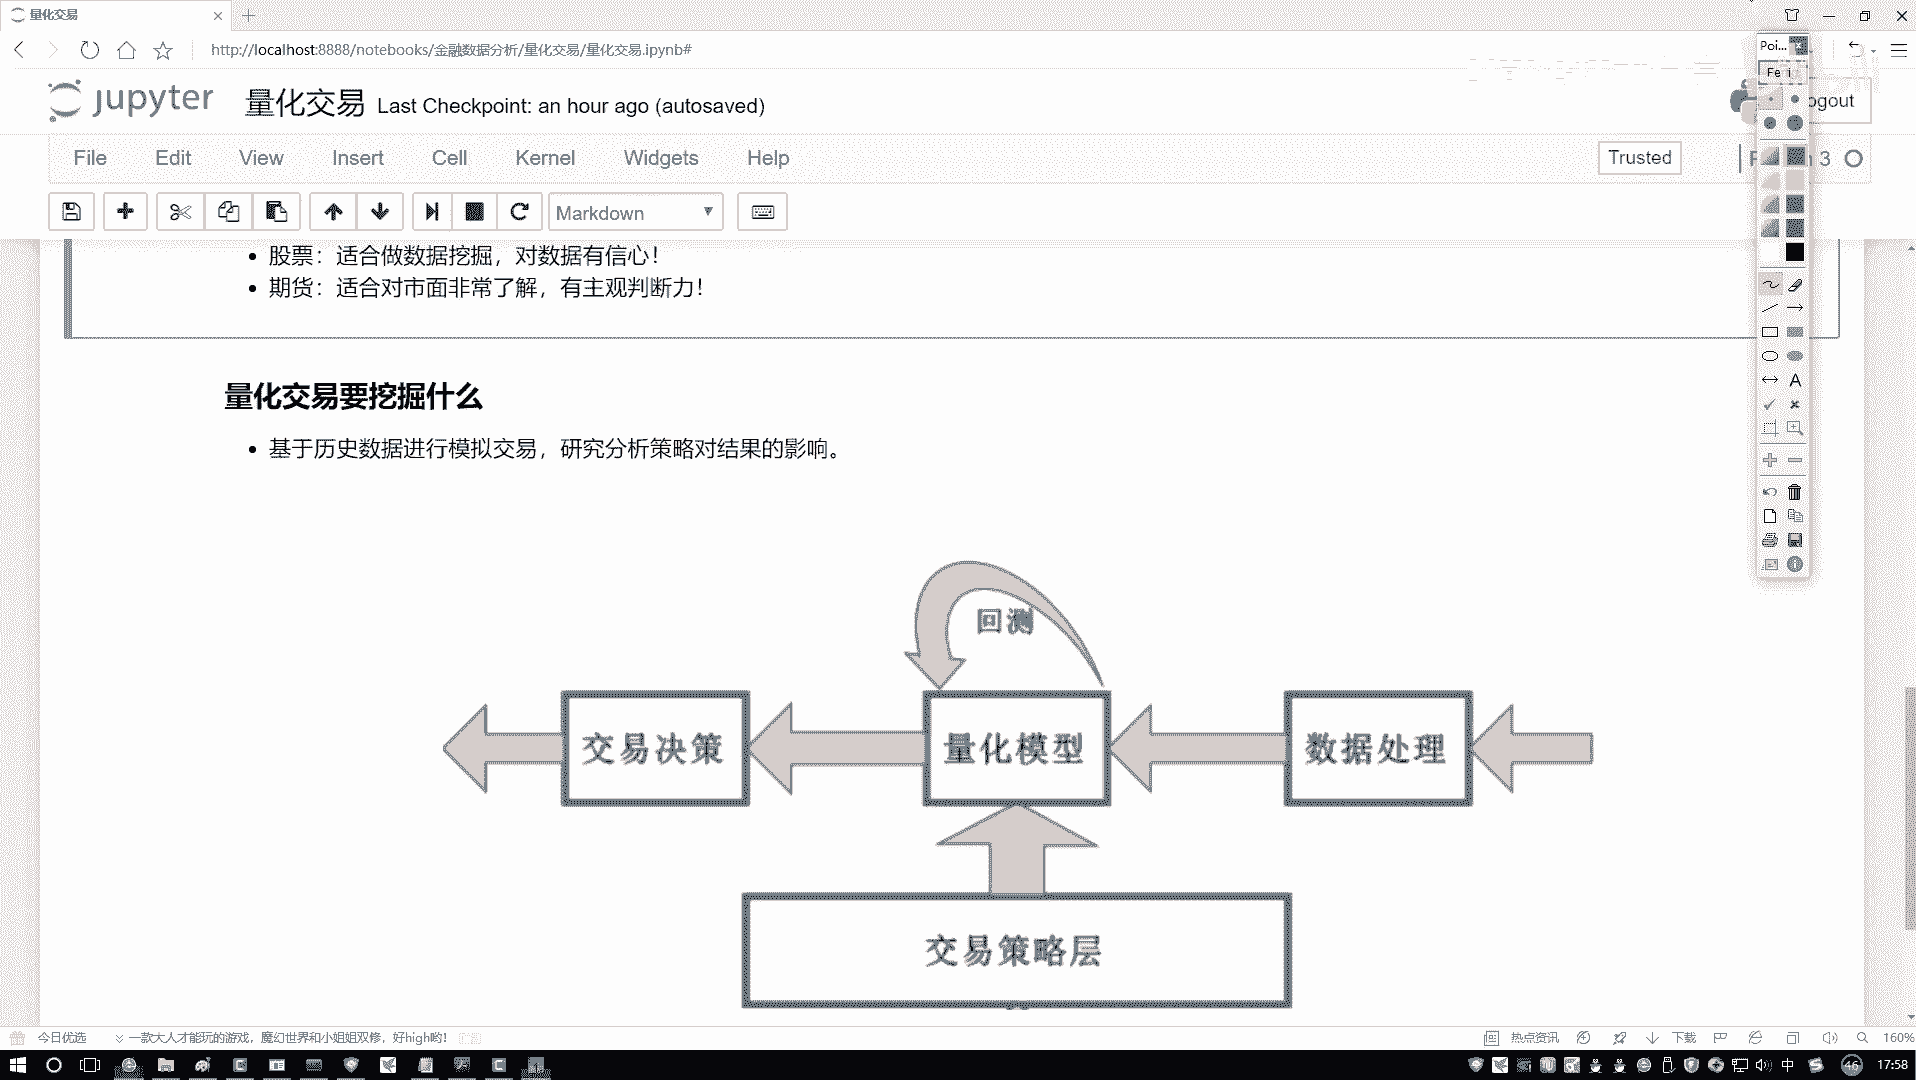 量化交易
http://localhost:8888/notebooks/金融数据分析/量化交易/量化交易.ipynb#
Poi...
jupyter 量化交易 Last Checkpoint: an hour ago (autosaved)
ogout
File Edit View Insert Cell Kernel Widgets Help
Trusted
3
Markdown
股票：适合做数据挖掘，对数据有信心！
期货：适合对市面非常了解，有主观判断力！
量化交易要挖掘什么
基于历史数据进行模拟交易，研究分析策略对结果的影响。
回测
交易决策
量化模型
数据处理
交易策略层
今日优选
一款大人才能玩的游戏，魔幻世界和小姐姐双修，好high哟！
热点资讯
下载
160%
中
46
17:58